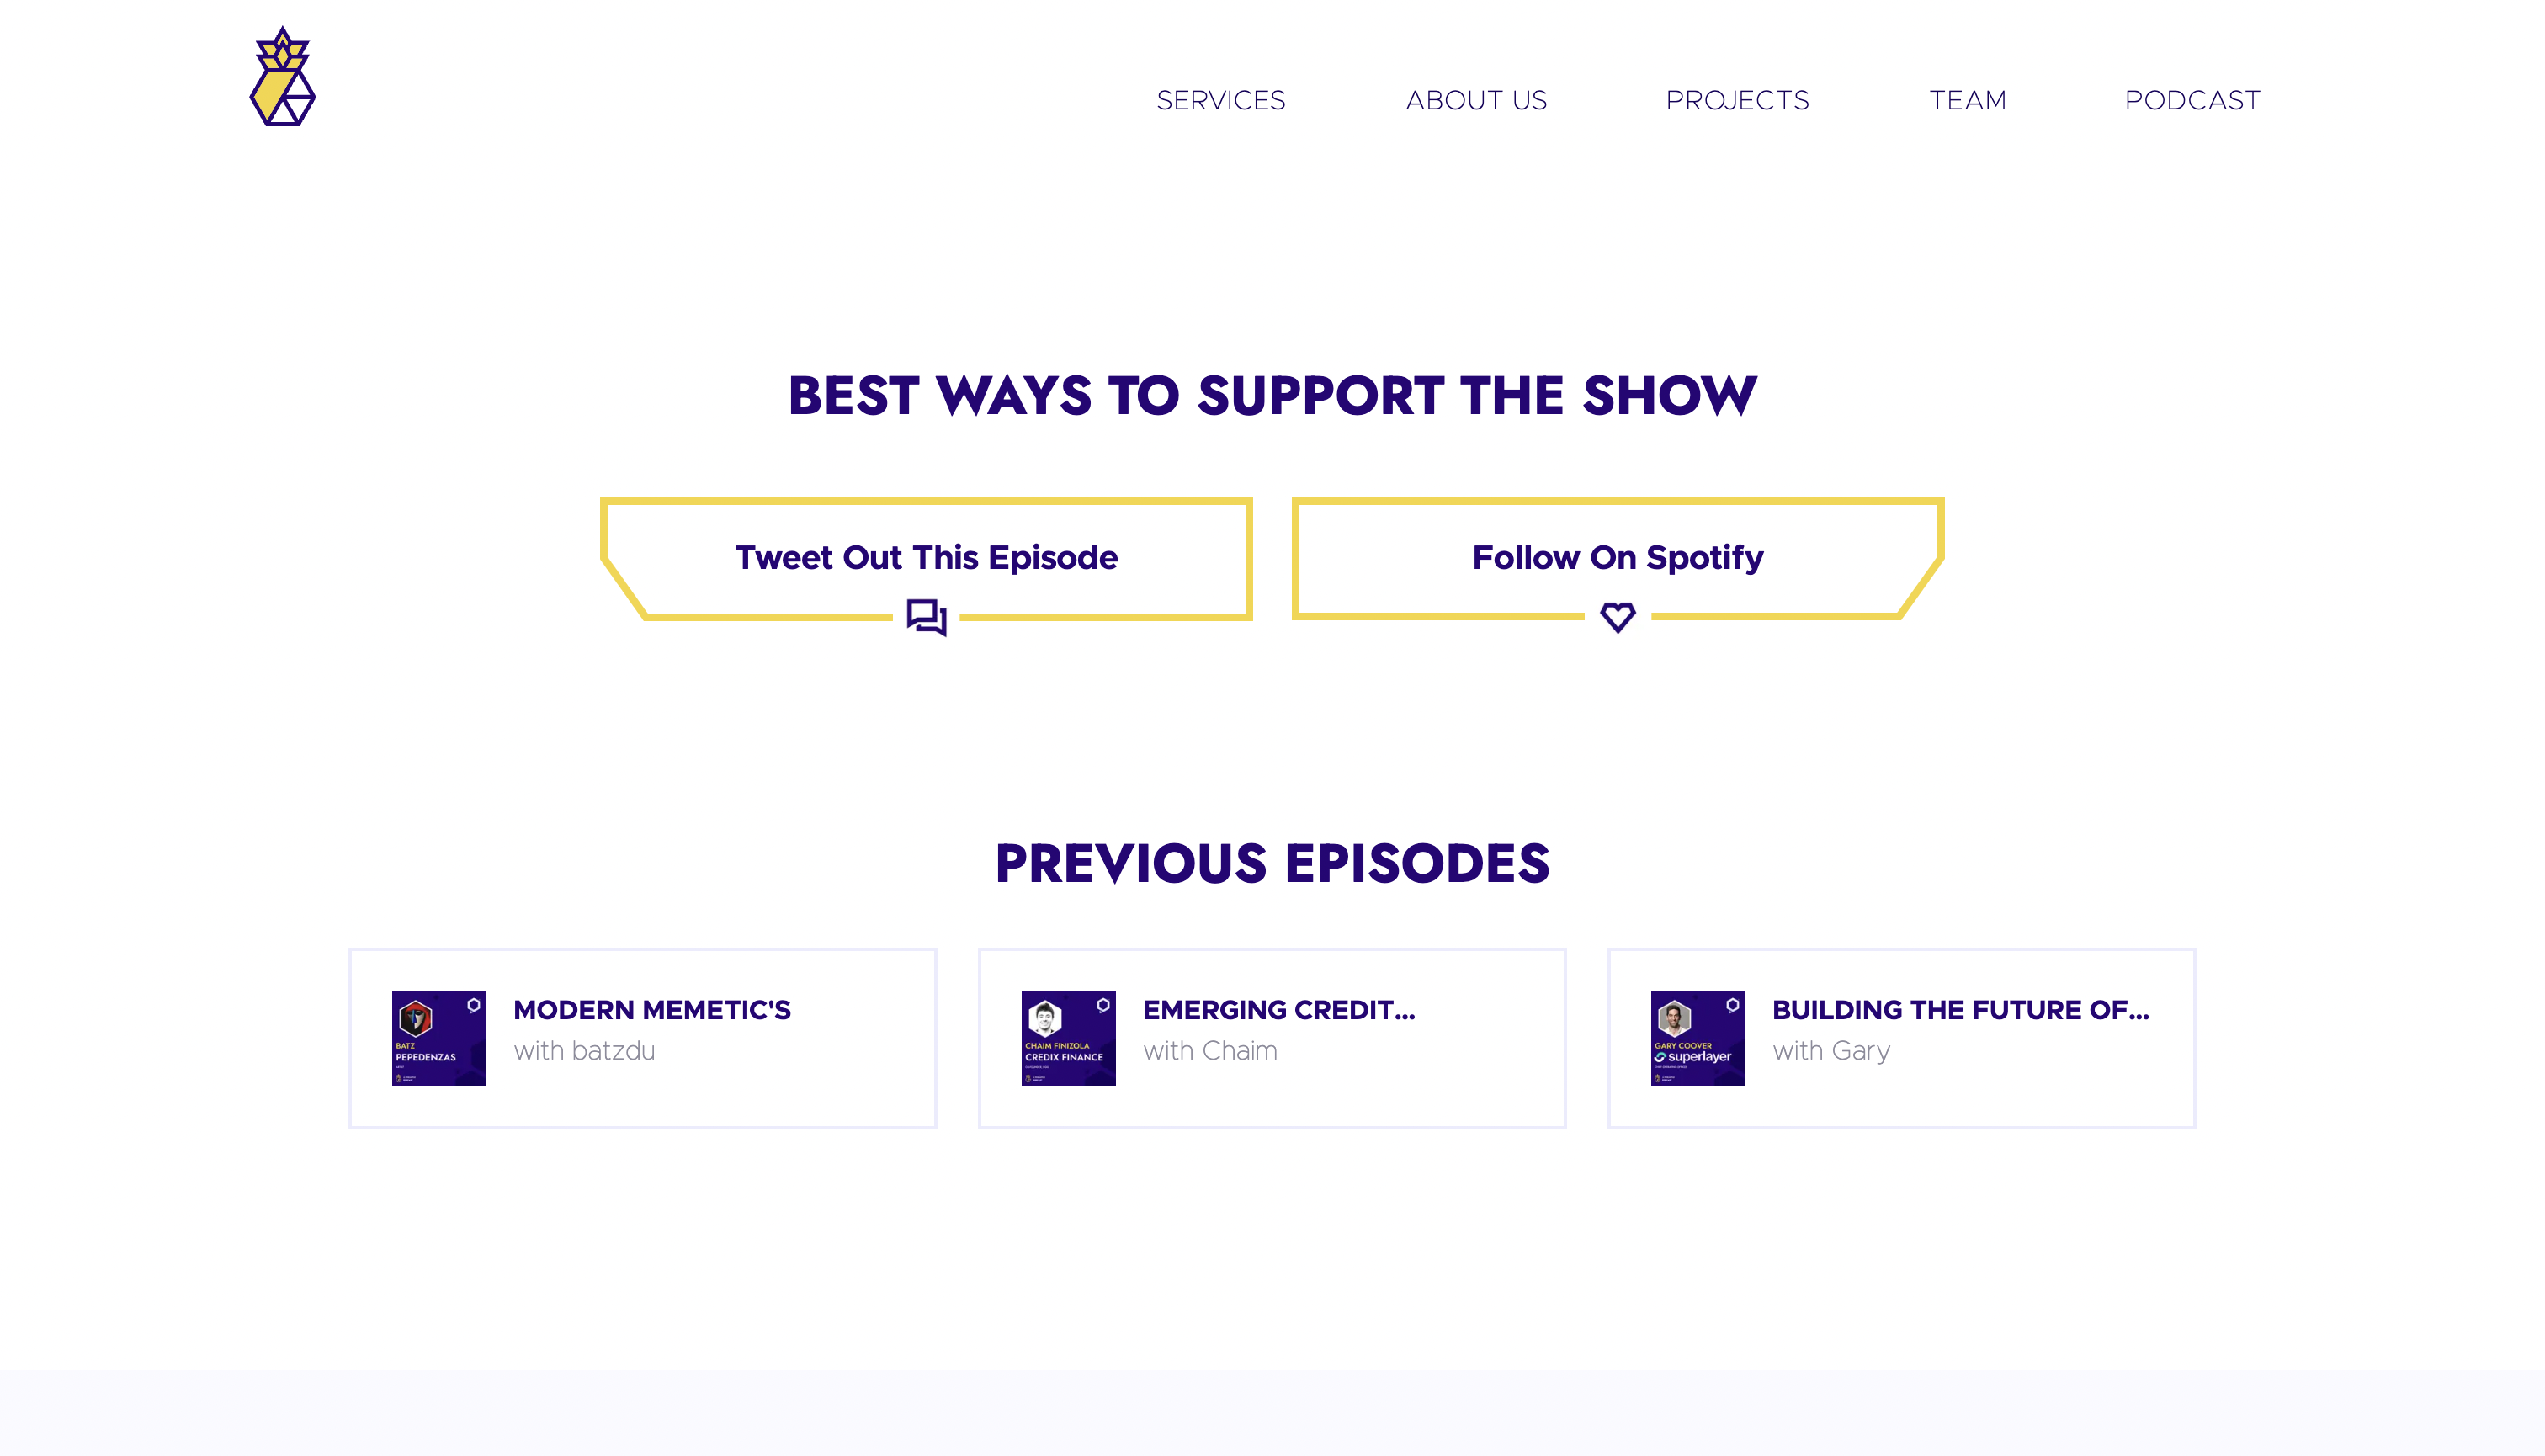 SERVICES
ABOUT US
PROJECTS
TEAM
PODCAST
BEST WAYS TO SUPPORT THE SHOW
Tweet Out This Episode
Follow On Spotify
PREVIOUS EPISODES
BATZ
PEPEDENZAS
MODERN MEMETIC'S
with batzdu
CHAIM FINIZOLA
CREDIX FINANCE
EMERGING CREDIT...
with Chaim
GARY COOVER
superlayer
BUILDING THE FUTURE OF...
with Gary